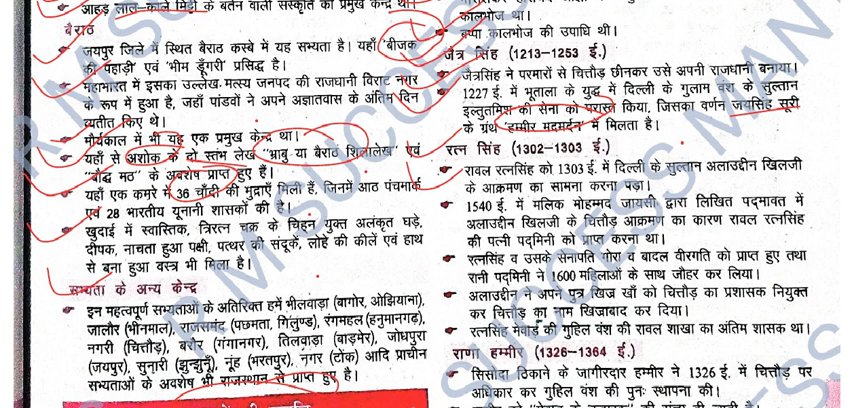 आहड़ लाल–काले मिट्टी के बर्तन वाली संस्कृति का प्रमुख केन्द्र था।
बैराठ
जयपुर जिले में स्थित बैराठ कस्बे में यह सभ्यता है। यहाँ 'बीजक
की पहाड़ी' एवं 'भीम डूँगरी' प्रसिद्ध है।
महाभारत में इसका उल्लेख मत्स्य जनपद की राजधानी विराट नगर
के रूप में हुआ है, जहाँ पांडवों ने अपने अज्ञातवास के अंतिम दिन
व्यतीत किए थे।
मौर्यकाल में भी यह एक प्रमुख केन्द्र था।
यहाँ से अशोक के दो स्तंभ लेख "भ्राबु या बैराठ शिलालेख" एवं
"बौद्ध मठ" के अवशेष प्राप्त हुए हैं।
यहाँ एक कमरे में 36 चाँदी की मुद्राएँ मिली हैं, जिनमें आठ पंचमार्क
एवं 28 भारतीय यूनानी शासकों की है।
खुदाई में स्वास्तिक, त्रिरत्न चक्र के चिहन युक्त अलंकृत घड़े,
दीपक, नाचता हुआ पक्षी, पत्थर की संदूकें, लोहे की कीलें एवं हाथ
से बना हुआ वस्त्र भी मिला है।
सभ्यता के अन्य केन्द्र
इन महत्वपूर्ण सभ्यताओं के अतिरिक्त हमें भीलवाड़ा (बागोर, ओझियाना),
जालौर (भीनमाल), राजसमंद (पछमता, गिलुण्ड), रंगमहल (हनुमानगढ़),
नगरी (चित्तौड़), बरौर (गंगानगर), तिलवाड़ा (बाड़मेर), जोधपुरा
(जयपुर), सुनारी (झुन्झुनूँ), नूंह (भरतपुर), नगर (टोंक) आदि प्राचीन
सभ्यताओं के अवशेष भी राजस्थान से प्राप्त हुए है।
कालभोज था।
बप्पा कालभोज की उपाधि थी।
जैत्र सिंह (1213–1253 ई.)
जैत्रसिंह ने परमारों से चित्तौड़ छीनकर उसे अपनी राजधानी बनाया।
1227 ई. में भूताला के युद्ध में दिल्ली के गुलाम वंश के सुल्तान
इल्तुतमिश की सेना को परास्त किया, जिसका वर्णन जयसिंह सूरी
के ग्रंथ 'हम्मीर मदमर्दन' में मिलता है।
रत्न सिंह (1302–1303 ई.)
रावल रत्नसिंह को 1303 ई. में दिल्ली के सुल्तान अलाउद्दीन खिलजी
के आक्रमण का सामना करना पड़ा।
1540 ई. में मलिक मोहम्मद जायसी द्वारा लिखित पद्मावत में
अलाउद्दीन खिलजी के चित्तौड़ आक्रमण का कारण रावल रत्नसिंह
की पत्नी पद्मिनी को प्राप्त करना था।
रत्नसिंह व उसके सेनापति गोरा व बादल वीरगति को प्राप्त हुए तथा
रानी पद्मिनी ने 1600 महिलाओं के साथ जौहर कर लिया।
अलाउद्दीन ने अपने पुत्र खिज्र खाँ को चित्तौड़ का प्रशासक नियुक्त
कर चित्तौड़ का नाम खिज्राबाद कर दिया।
रत्नसिंह मेवाड़ की गुहिल वंश की रावल शाखा का अंतिम शासक था।
राणा हम्मीर (1326–1364 ई.)
सिसोदा ठिकाने के जागीरदार हम्मीर ने 1326 ई. में चित्तौड़ पर
अधिकार कर गुहिल वंश की पुनः स्थापना की।
R M SUCCESS MAN